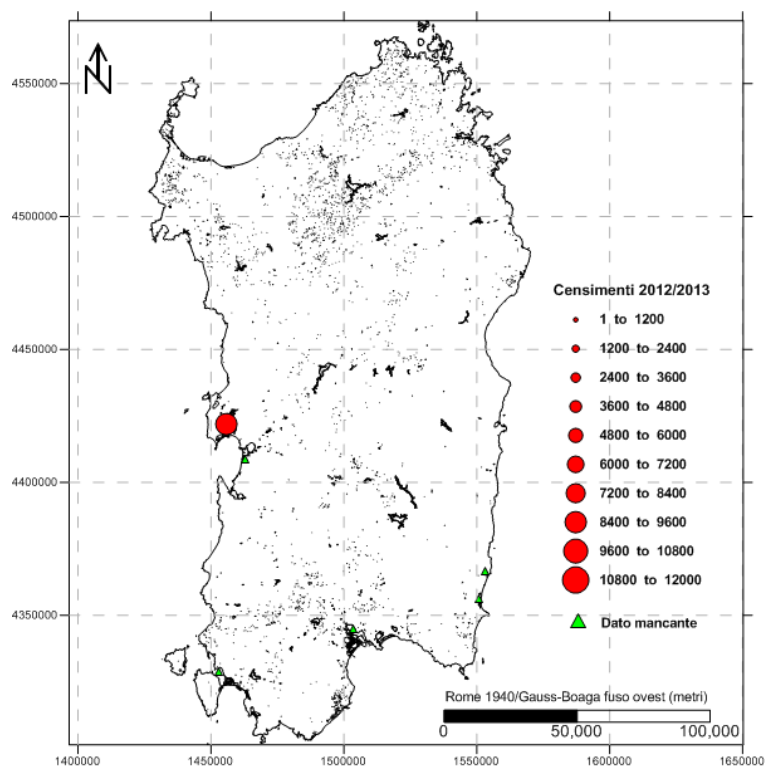 N
4550000
4500000
4450000
4400000
4350000
Censimenti 2012/2013
1 to 1200
1200 to 2400
2400 to 3600
3600 to 4800
4800 to 6000
6000 to 7200
7200 to 8400
8400 to 9600
9600 to 10800
10800 to 12000
Dato mancante
Rome 1940/Gauss-Boaga fuso ovest (metri)
0 50,000 100,000
1400000 1450000 1500000 1550000 1600000 1650000